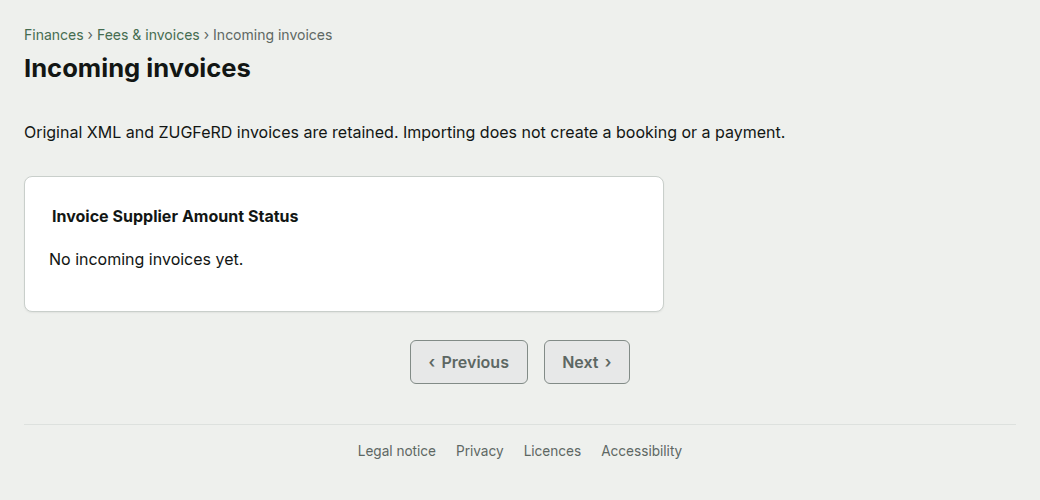 Finances › Fees & invoices › Incoming invoices
Incoming invoices
Original XML and ZUGFeRD invoices are retained. Importing does not create a booking or a payment.
Invoice Supplier Amount Status
No incoming invoices yet.
‹ Previous Next ›
Legal notice Privacy Licences Accessibility